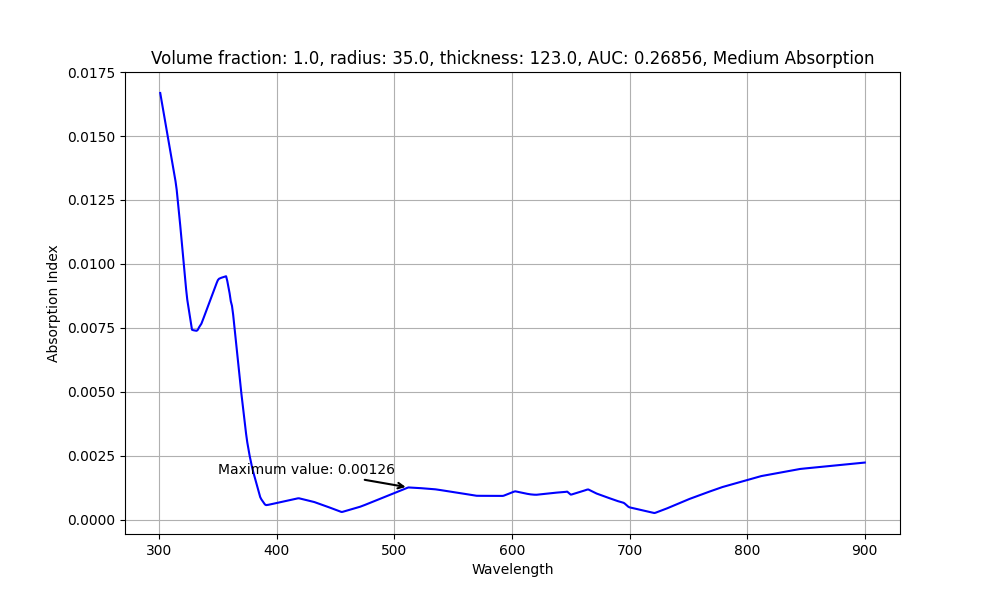 Volume fraction: 1.0, radius: 35.0, thickness: 123.0, AUC: 0.26856, Medium Absorption
0.0175
0.0150
0.0125
0.0100
0.0075
0.0050
0.0025
0.0000
Absorption Index
Maximum value: 0.00126
300 400 500 600 700 800 900
Wavelength